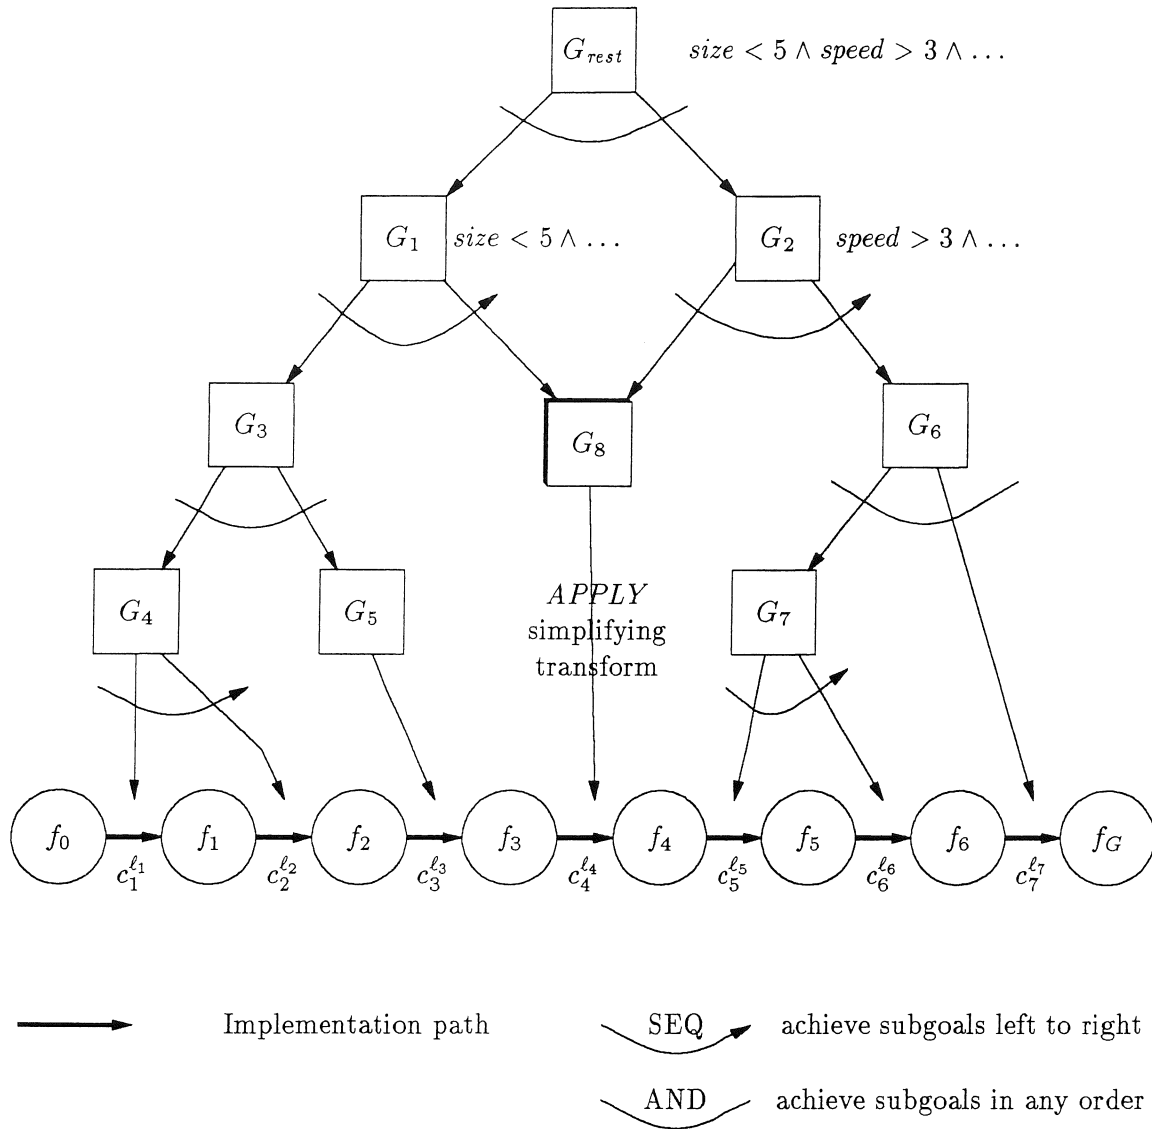 G_rest size < 5 ∧ speed > 3 ∧ ...
G_1 size < 5 ∧ ...
G_2 speed > 3 ∧ ...
G_3
G_8
G_6
G_4
G_5
APPLY
simplifying
transform
G_7
f_0 f_1 f_2 f_3 f_4 f_5 f_6 f_G
c_1^{ℓ_1} c_2^{ℓ_2} c_3^{ℓ_3} c_4^{ℓ_4} c_5^{ℓ_5} c_6^{ℓ_6} c_7^{ℓ_7}
Implementation path
SEQ achieve subgoals left to right
AND achieve subgoals in any order